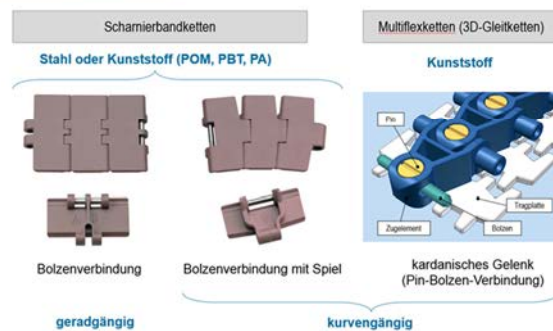 Scharnierbandketten
Multiflexketten (3D-Gleitketten)
Stahl oder Kunststoff (POM, PBT, PA)
Kunststoff
Pin
Tragplatte
Zugelement
Bolzen
Bolzenverbindung
Bolzenverbindung mit Spiel
kardanisches Gelenk
(Pin-Bolzen-Verbindung)
geradgängig
kurvengängig